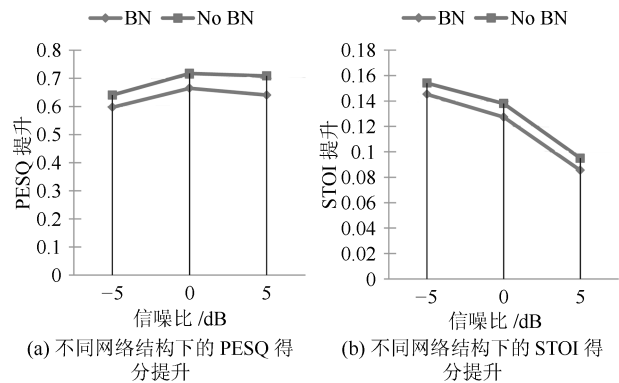 BN No BN
PESQ 提升
0.8
0.7
0.6
0.5
0.4
0.3
0.2
0.1
0
−5 0 5
信噪比 /dB
(a) 不同网络结构下的 PESQ 得
分提升
BN No BN
STOI 提升
0.18
0.16
0.14
0.12
0.1
0.08
0.06
0.04
0.02
0
−5 0 5
信噪比 /dB
(b) 不同网络结构下的 STOI 得
分提升